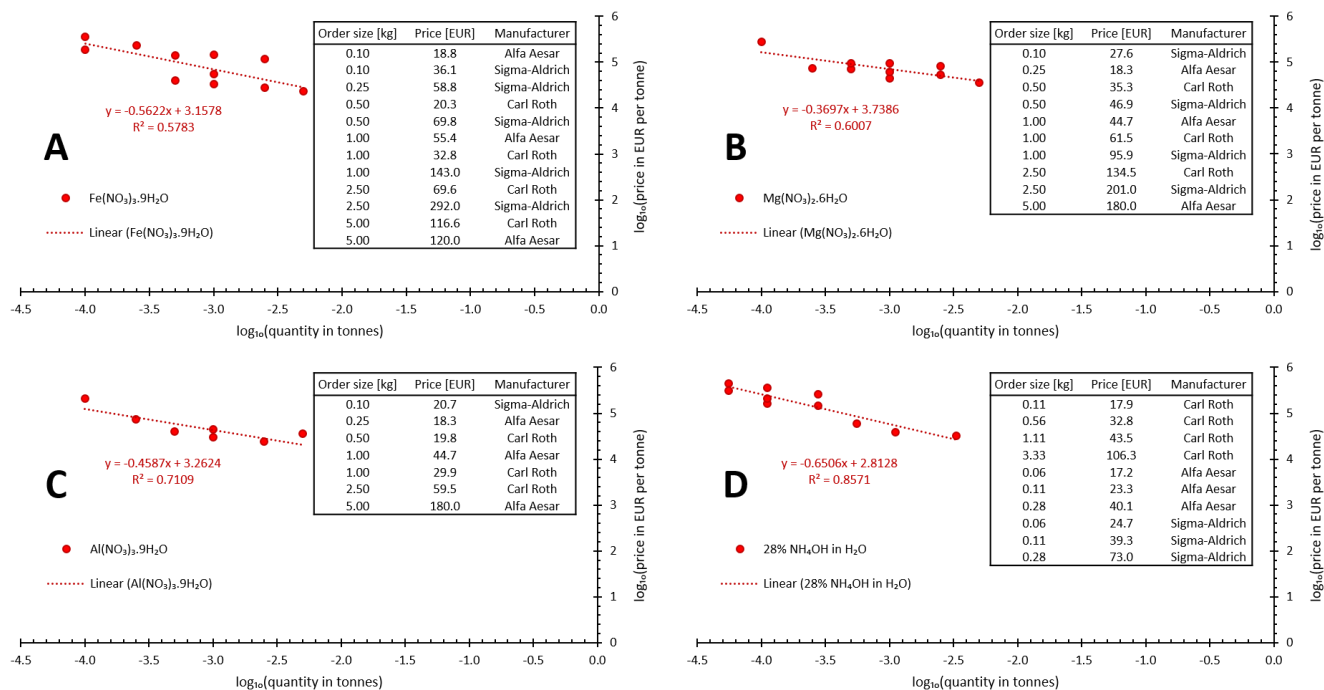 A
y = -0.5622x + 3.1578
R² = 0.5783
Fe(NO₃)₃.9H₂O
Linear (Fe(NO₃)₃.9H₂O)
Order size [kg] Price [EUR] Manufacturer
0.10 18.8 Alfa Aesar
0.10 36.1 Sigma-Aldrich
0.25 58.8 Sigma-Aldrich
0.50 20.3 Carl Roth
0.50 69.8 Sigma-Aldrich
1.00 55.4 Alfa Aesar
1.00 32.8 Carl Roth
1.00 143.0 Sigma-Aldrich
2.50 69.6 Carl Roth
2.50 292.0 Sigma-Aldrich
5.00 116.6 Carl Roth
5.00 120.0 Alfa Aesar
6
5
4
3
2
1
0
log₁₀(price in EUR per tonne)
-4.5 -4.0 -3.5 -3.0 -2.5 -2.0 -1.5 -1.0 -0.5 0.0
log₁₀(quantity in tonnes)
B
y = -0.3697x + 3.7386
R² = 0.6007
Mg(NO₃)₂.6H₂O
Linear (Mg(NO₃)₂.6H₂O)
Order size [kg] Price [EUR] Manufacturer
0.10 27.6 Sigma-Aldrich
0.25 18.3 Alfa Aesar
0.50 35.3 Carl Roth
0.50 46.9 Sigma-Aldrich
1.00 44.7 Alfa Aesar
1.00 61.5 Carl Roth
1.00 95.9 Sigma-Aldrich
2.50 134.5 Carl Roth
2.50 201.0 Sigma-Aldrich
5.00 180.0 Alfa Aesar
6
5
4
3
2
1
0
log₁₀(price in EUR per tonne)
-4.5 -4.0 -3.5 -3.0 -2.5 -2.0 -1.5 -1.0 -0.5 0.0
log₁₀(quantity in tonnes)
C
y = -0.4587x + 3.2624
R² = 0.7109
Al(NO₃)₃.9H₂O
Linear (Al(NO₃)₃.9H₂O)
Order size [kg] Price [EUR] Manufacturer
0.10 20.7 Sigma-Aldrich
0.25 18.3 Alfa Aesar
0.50 19.8 Carl Roth
1.00 44.7 Alfa Aesar
1.00 29.9 Carl Roth
2.50 59.5 Carl Roth
5.00 180.0 Alfa Aesar
6
5
4
3
2
1
0
log₁₀(price in EUR per tonne)
-4.5 -4.0 -3.5 -3.0 -2.5 -2.0 -1.5 -1.0 -0.5 0.0
log₁₀(quantity in tonnes)
D
y = -0.6506x + 2.8128
R² = 0.8571
28% NH₄OH in H₂O
Linear (28% NH₄OH in H₂O)
Order size [kg] Price [EUR] Manufacturer
0.11 17.9 Carl Roth
0.56 32.8 Carl Roth
1.11 43.5 Carl Roth
3.33 106.3 Carl Roth
0.06 17.2 Alfa Aesar
0.11 23.3 Alfa Aesar
0.28 40.1 Alfa Aesar
0.06 24.7 Sigma-Aldrich
0.11 39.3 Sigma-Aldrich
0.28 73.0 Sigma-Aldrich
6
5
4
3
2
1
0
log₁₀(price in EUR per tonne)
-4.5 -4.0 -3.5 -3.0 -2.5 -2.0 -1.5 -1.0 -0.5 0.0
log₁₀(quantity in tonnes)